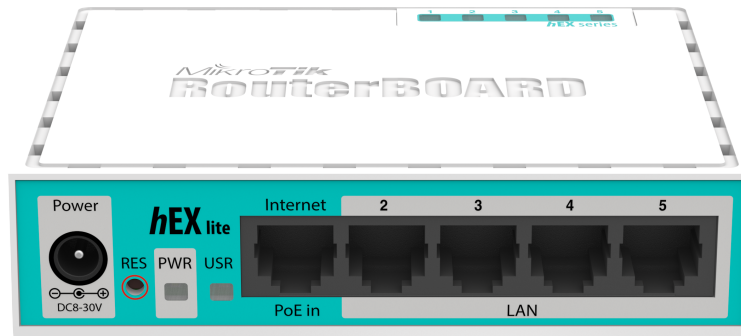 1 2 3 4 5
hEX series
MikroTik
RouterBOARD
Power
hEX lite
Internet 2 3 4 5
RES PWR USR
DC8-30V
PoE in LAN